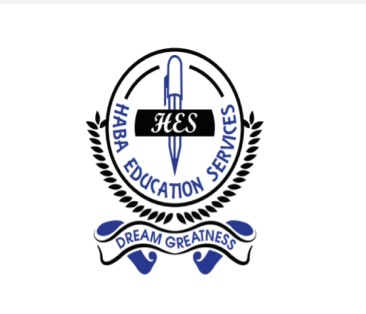 HES
HABA EDUCATION SERVICES
DREAM GREATNESS